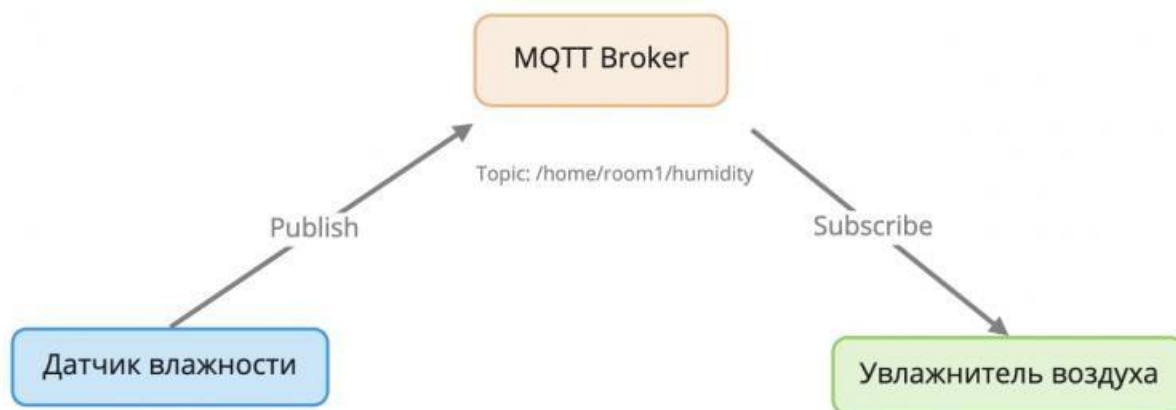 MQTT Broker
Topic: /home/room1/humidity
Publish
Subscribe
Датчик влажности
Увлажнитель воздуха